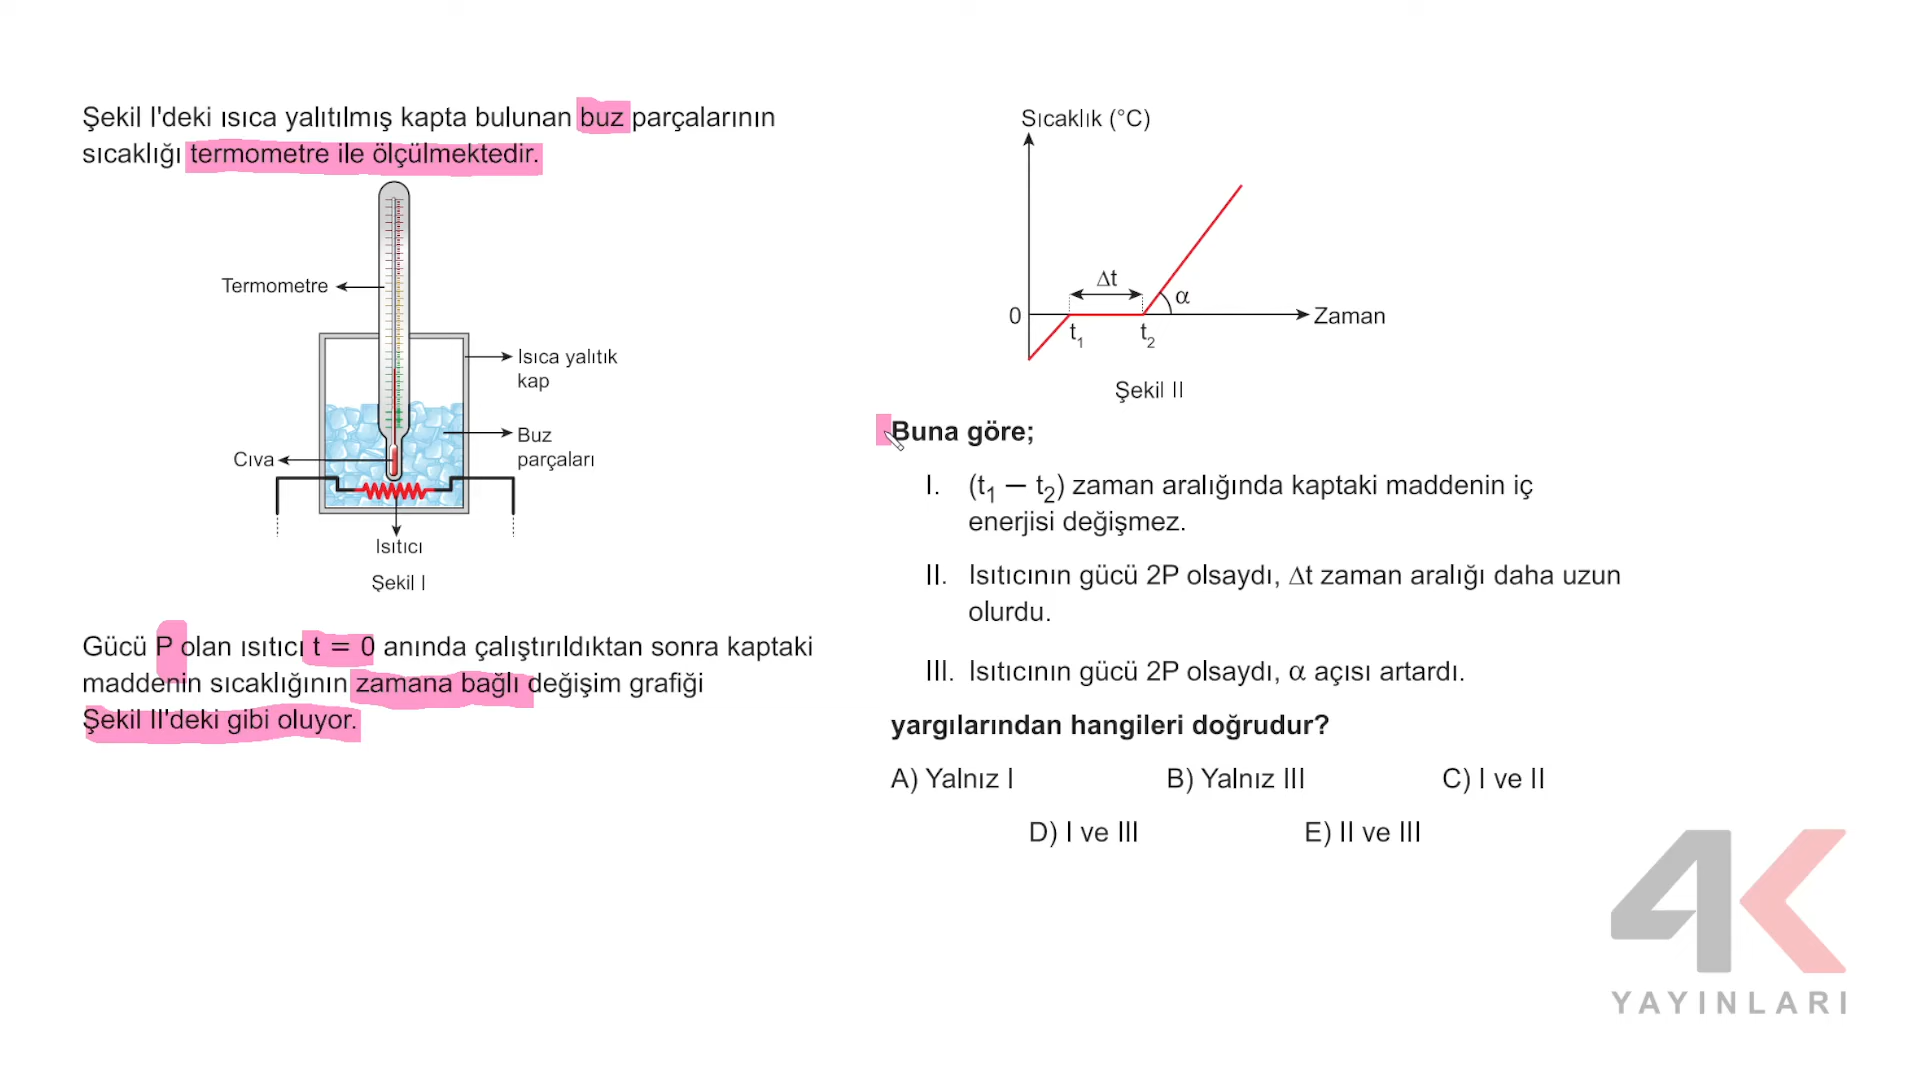 Şekil I'deki ısıca yalıtılmış kapta bulunan buz parçalarının
sıcaklığı termometre ile ölçülmektedir.
Termometre
Isıca yalıtık
kap
Buz
parçaları
Cıva
Isıtıcı
Şekil I
Gücü P olan ısıtıcı t = 0 anında çalıştırıldıktan sonra kaptaki
maddenin sıcaklığının zamana bağlı değişim grafiği
Şekil II'deki gibi oluyor.
Sıcaklık (°C)
Δt
α
0
t₁
t₂
Zaman
Şekil II
Buna göre;
I. (t₁ – t₂) zaman aralığında kaptaki maddenin iç
enerjisi değişmez.
II. Isıtıcının gücü 2P olsaydı, Δt zaman aralığı daha uzun
olurdu.
III. Isıtıcının gücü 2P olsaydı, α açısı artardı.
yargılarından hangileri doğrudur?
A) Yalnız I B) Yalnız III C) I ve II
D) I ve III E) II ve III
4K
YAYINLARI